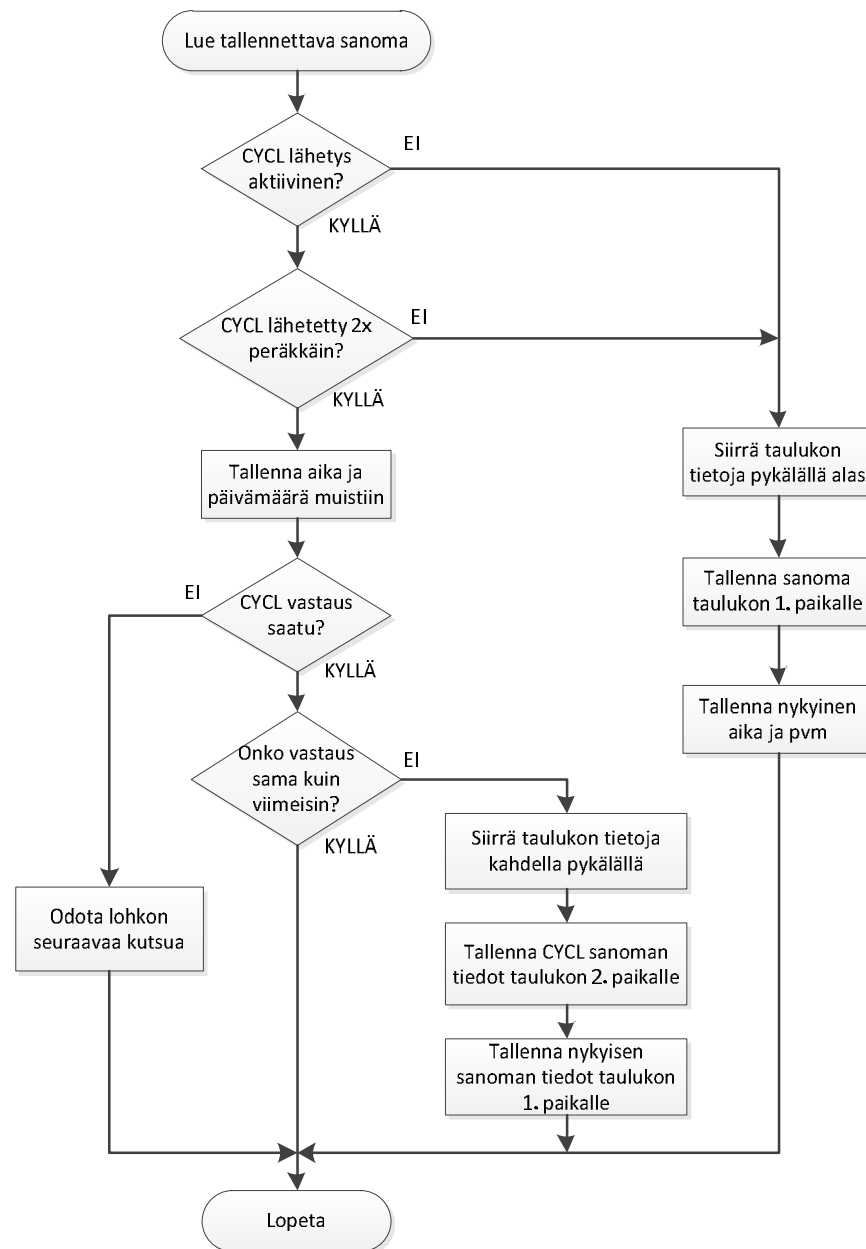 Lue tallennettava sanoma
CYCL lähetys
aktiivinen?
EI
KYLLÄ
CYCL lähetetty 2x
peräkkäin?
EI
KYLLÄ
Tallenna aika ja
päivämäärä muistiin
Siirrä taulukon
tietoja pykälällä alas
Tallenna sanoma
taulukon 1. paikalle
Tallenna nykyinen
aika ja pvm
EI
CYCL vastaus
saatu?
KYLLÄ
Onko vastaus
sama kuin
viimeisin?
EI
KYLLÄ
Siirrä taulukon tietoja
kahdella pykälällä
Odota lohkon
seuraavaa kutsua
Tallenna CYCL sanoman
tiedot taulukon 2. paikalle
Tallenna nykyisen
sanoman tiedot taulukon
1. paikalle
Lopeta